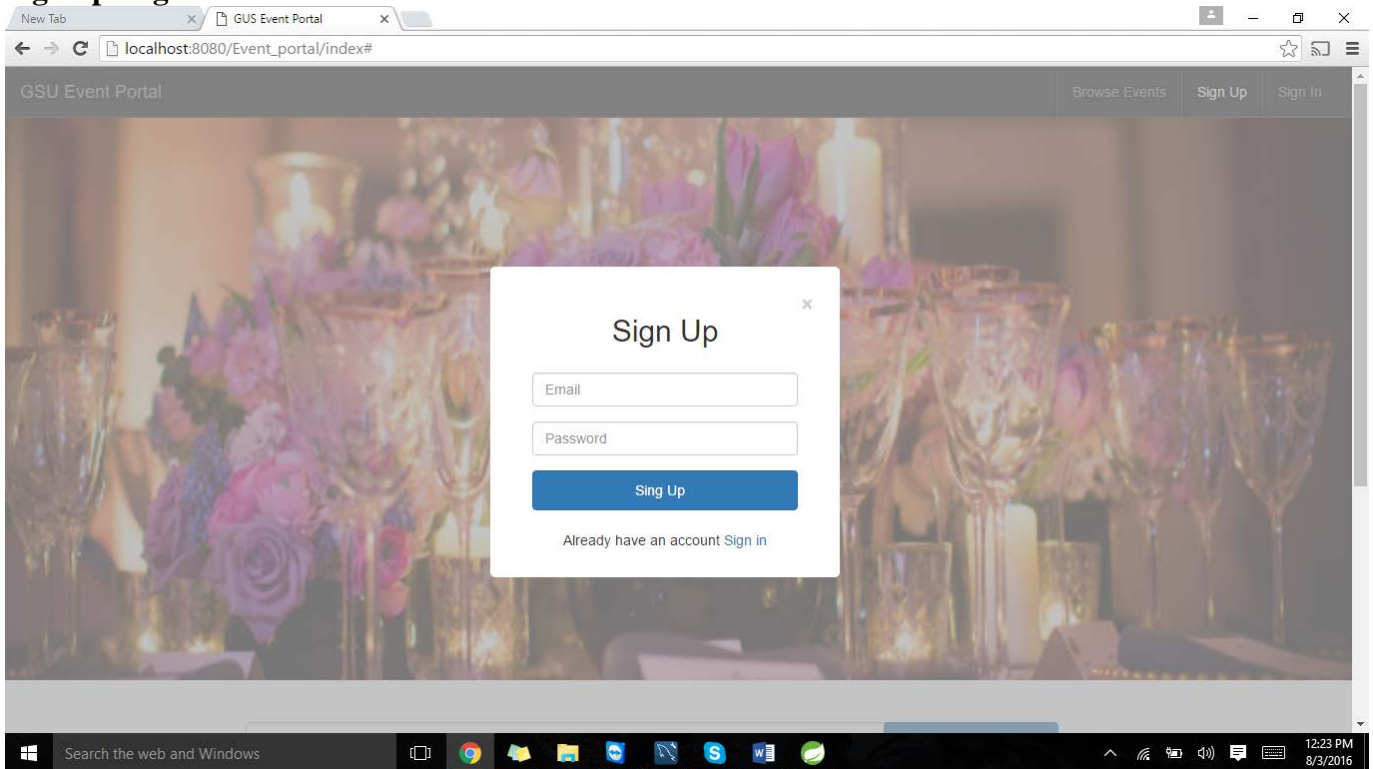 New Tab
GUS Event Portal
localhost:8080/Event_portal/index#
GSU Event Portal
Browse Events
Sign Up
Sign In
×
Sign Up
Email
Password
Sing Up
Already have an account Sign in
Search the web and Windows
12:23 PM
8/3/2016